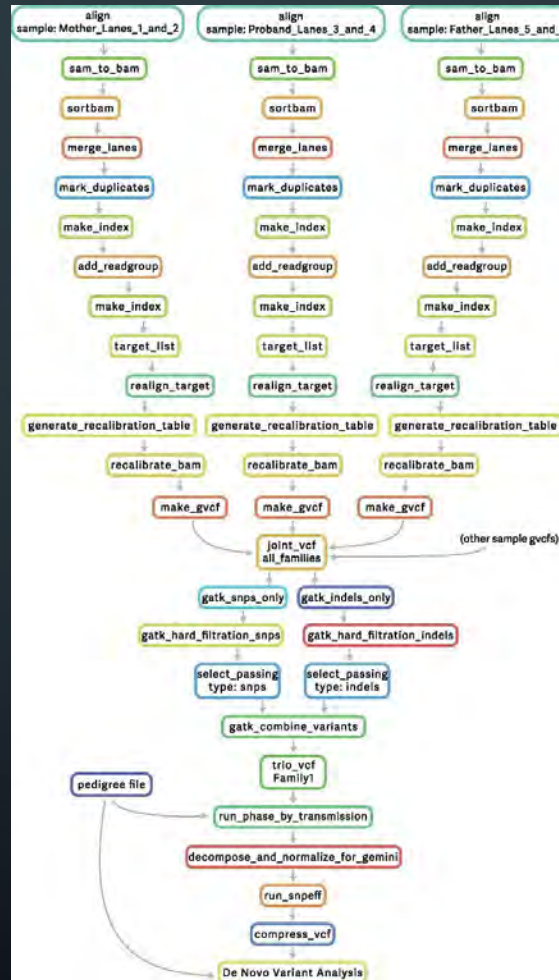 align
sample: Mother_Lanes_1_and_2
align
sample: Proband_Lanes_3_and_4
align
sample: Father_Lanes_5_and_
sam_to_bam
sam_to_bam
sam_to_bam
sortbam
sortbam
sortbam
merge_lanes
merge_lanes
merge_lanes
mark_duplicates
mark_duplicates
mark_duplicates
make_index
make_index
make_index
add_readgroup
add_readgroup
add_readgroup
make_index
make_index
make_index
target_list
target_list
target_list
realign_target
realign_target
realign_target
generate_recalibration_table
generate_recalibration_table
generate_recalibration_table
recalibrate_bam
recalibrate_bam
recalibrate_bam
make_gvcf
make_gvcf
make_gvcf
joint_vcf
all_families
(other sample gvcfs)
gatk_snps_only
gatk_indels_only
gatk_hard_filtration_snps
gatk_hard_filtration_indels
select_passing
type: snps
select_passing
type: indels
gatk_combine_variants
trio_vcf
Family1
pedigree file
run_phase_by_transmission
decompose_and_normalize_for_gemini
run_snpeff
compress_vcf
De Novo Variant Analysis